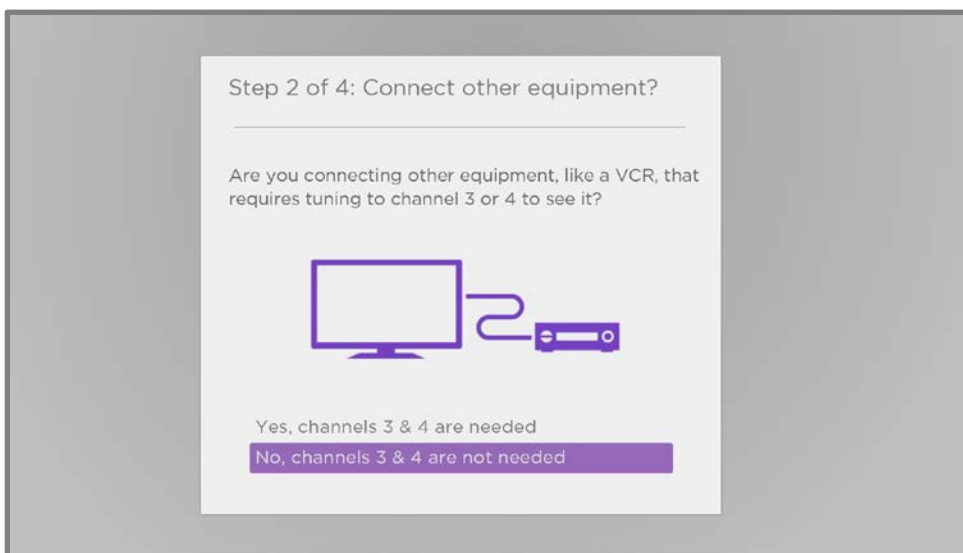 Step 2 of 4: Connect other equipment?
Are you connecting other equipment, like a VCR, that
requires tuning to channel 3 or 4 to see it?
Yes, channels 3 & 4 are needed
No, channels 3 & 4 are not needed